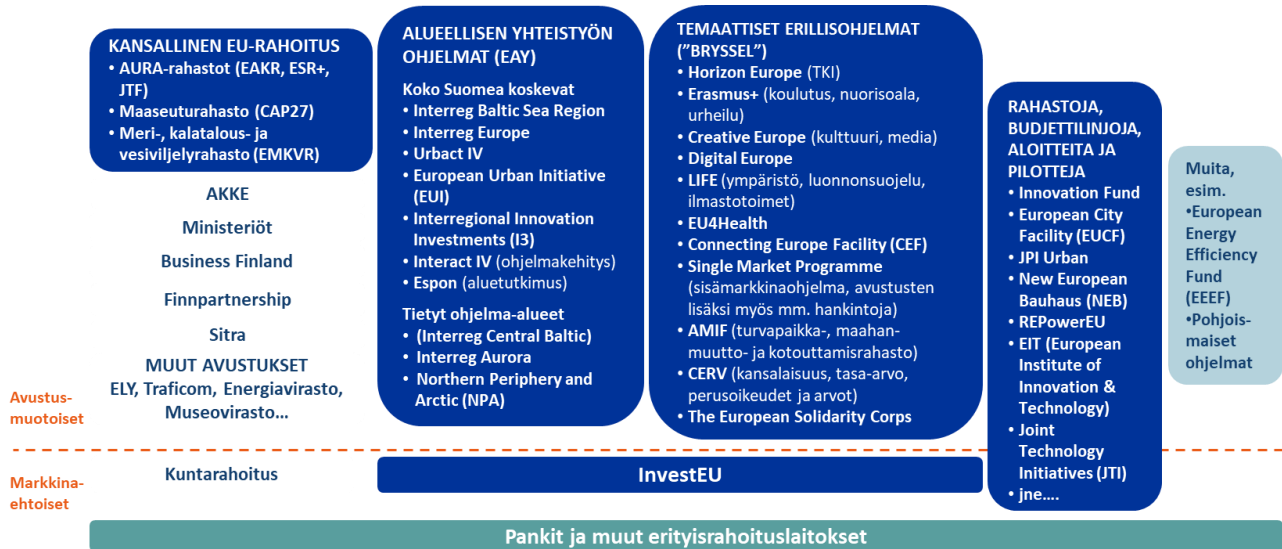 KANSALLINEN EU-RAHOITUS
• AURA-rahastot (EAKR, ESR+,
JTF)
• Maaseuturahasto (CAP27)
• Meri-, kalatalous- ja
vesiviljelyrahasto (EMKVR)
AKKE
Ministeriöt
Business Finland
Finnpartnership
Sitra
MUUT AVUSTUKSET
ELY, Traficom, Energiavirasto,
Museovirasto…
Avustus-
muotoiset
Markkina-
ehtoiset
Kuntarahoitus
ALUEELLISEN YHTEISTYÖN
OHJELMAT (EAY)
Koko Suomea koskevat
• Interreg Baltic Sea Region
• Interreg Europe
• Urbact IV
• European Urban Initiative
(EUI)
• Interregional Innovation
Investments (I3)
• Interact IV (ohjelmakehitys)
• Espon (aluetutkimus)
Tietyt ohjelma-alueet
• (Interreg Central Baltic)
• Interreg Aurora
• Northern Periphery and
Arctic (NPA)
TEMAATTISET ERILLISOHJELMAT
(”BRYSSEL”)
• Horizon Europe (TKI)
• Erasmus+ (koulutus, nuorisoala,
urheilu)
• Creative Europe (kulttuuri, media)
• Digital Europe
• LIFE (ympäristö, luonnonsuojelu,
ilmastotoimet)
• EU4Health
• Connecting Europe Facility (CEF)
• Single Market Programme
(sisämarkkinaohjelma, avustusten
lisäksi myös mm. hankintoja)
• AMIF (turvapaikka-, maahan-
muutto- ja kotouttamisrahasto)
• CERV (kansalaisuus, tasa-arvo,
perusoikeudet ja arvot)
• The European Solidarity Corps
InvestEU
RAHASTOJA,
BUDJETTILINJOJA,
ALOITTEITA JA
PILOTTEJA
• Innovation Fund
• European City
Facility (EUCF)
• JPI Urban
• New European
Bauhaus (NEB)
• REPowerEU
• EIT (European
Institute of
Innovation &
Technology)
• Joint
Technology
Initiatives (JTI)
• jne….
Muita,
esim.
•European
Energy
Efficiency
Fund
(EEEF)
•Pohjois-
maiset
ohjelmat
Pankit ja muut erityisrahoituslaitokset